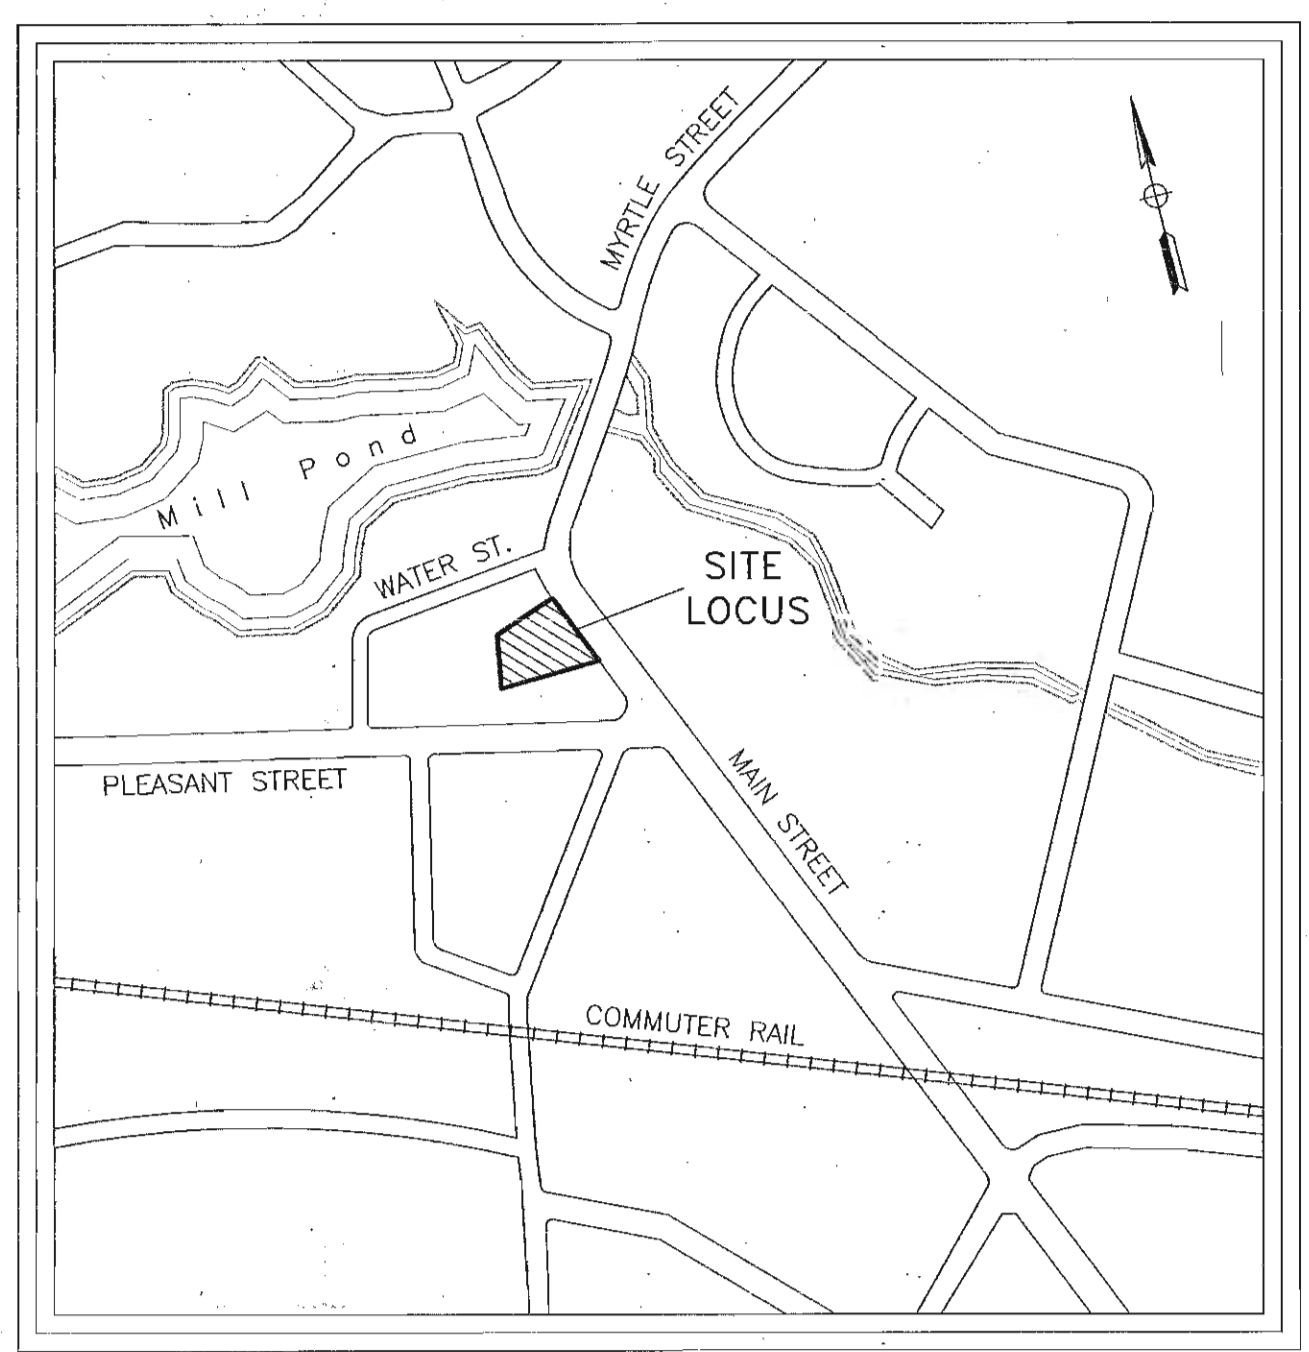 MYRTLE STREET
Mill Pond
WATER ST.
SITE
LOCUS
PLEASANT STREET
MAIN STREET
COMMUTER RAIL